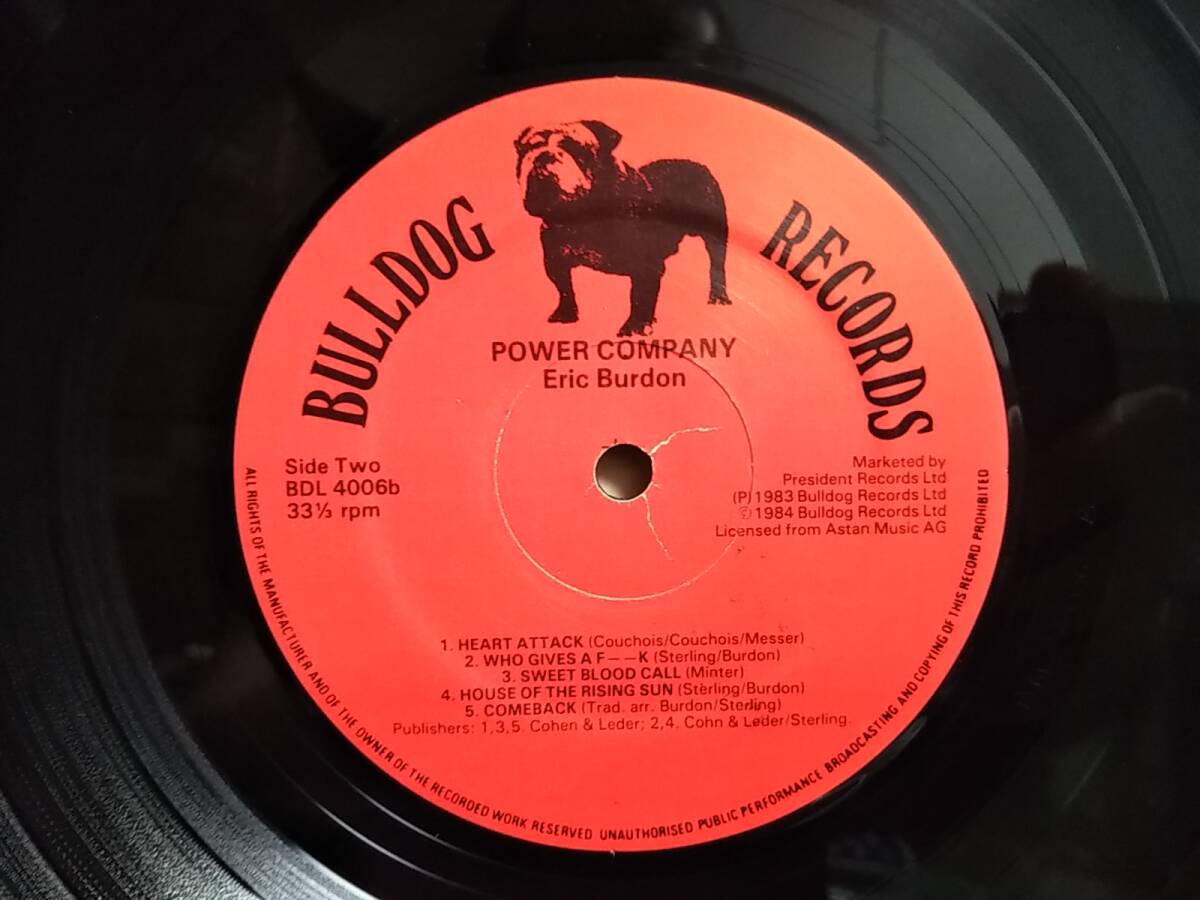 BULLDOG RECORDS
POWER COMPANY
Eric Burdon
Side Two
BDL 4006b
33⅓ rpm
Marketed by
President Records Ltd
(P) 1983 Bulldog Records Ltd
© 1984 Bulldog Records Ltd
Licensed from Astan Music AG
1. HEART ATTACK (Couchois/Couchois/Messer)
2. WHO GIVES A F——K (Sterling/Burdon)
3. SWEET BLOOD CALL (Minter)
4. HOUSE OF THE RISING SUN (Sterling/Burdon)
5. COMEBACK (Trad. arr. Burdon/Sterling)
Publishers: 1,3,5. Cohen & Leder; 2,4. Cohn & Leder/Sterling.
ALL RIGHTS OF THE MANUFACTURER AND OF THE OWNER OF THE RECORDED WORK RESERVED UNAUTHORISED PUBLIC PERFORMANCE BROADCASTING AND COPYING OF THIS RECORD PROHIBITED